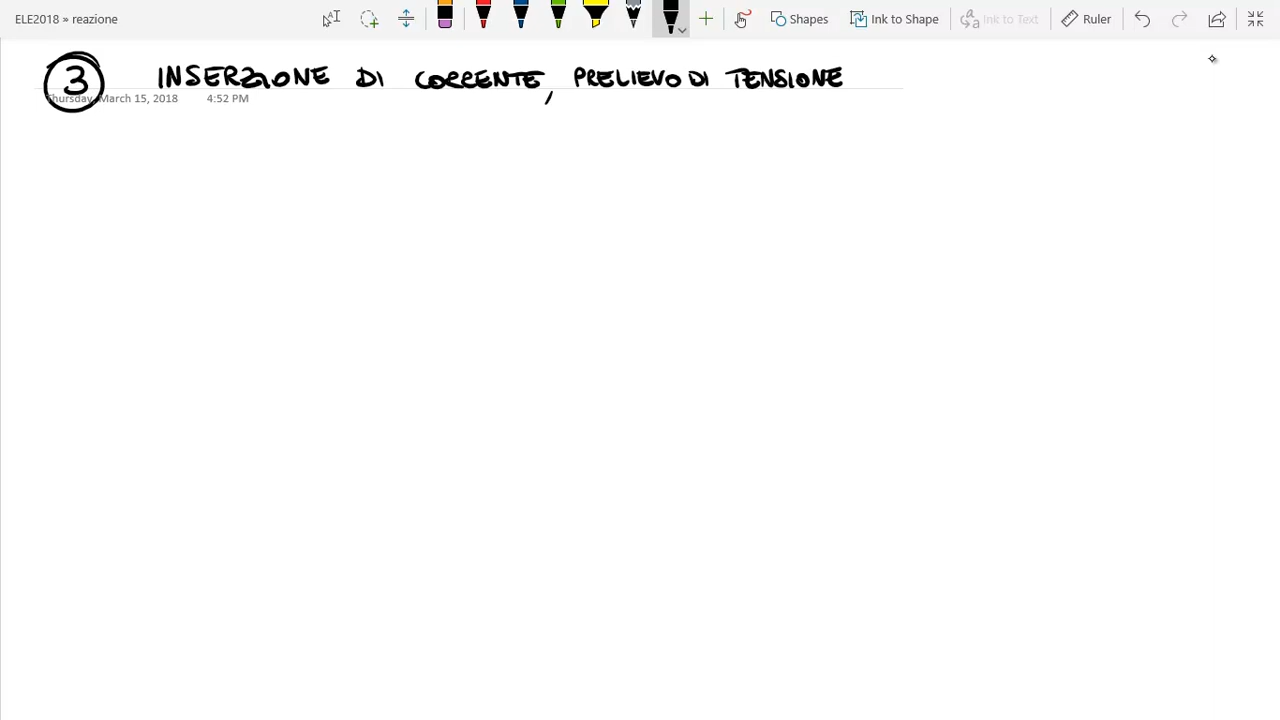 ELE2018 » reazione
Ink to Shape
Ink to Text
Shapes
Ruler
3 INSERZIONE DI CORRENTE, PRELIEVO DI TENSIONE
Thursday, March 15, 2018 4:52 PM